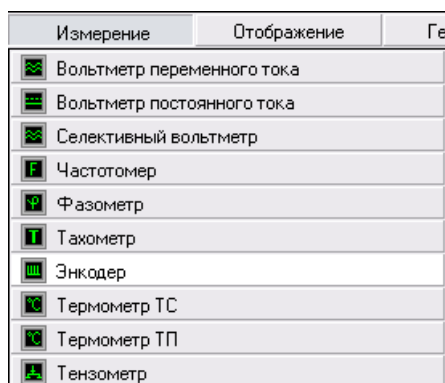 Измерение Отображение Ге
Вольтметр переменного тока
Вольтметр постоянного тока
Селективный вольтметр
F Частотомер
φ Фазометр
T Тахометр
Энкодер
°C Термометр ТС
°C Термометр ТП
Тензометр